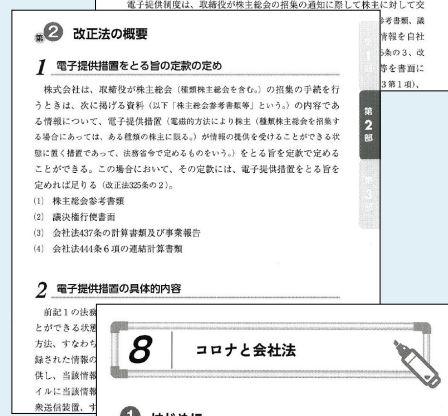 電子提供制度は、取締役が株主総会の招集の通知に際して株主に対して交
参考書類、議
情報を自社
5条の3、改
等を書面に
3第1項)、
第2 改正法の概要
1 電子提供措置をとる旨の定款の定め
株式会社は、取締役が株主総会(種類株主総会を含む。)の招集の手続を行
うときは、次に掲げる資料(以下「株主総会参考書類等」という。)の内容であ
る情報について、電子提供措置(電磁的方法により株主(種類株主総会を招集す
る場合にあっては、ある種類の株主に限る。)が情報の提供を受けることができる状
態に置く措置であって、法務省令で定めるものをいう。)をとる旨を定款で定める
ことができる。この場合において、その定款には、電子提供措置をとる旨を
定めれば足りる(改正法325条の2)。
(1) 株主総会参考書類
(2) 議決権行使書面
(3) 会社法437条の計算書類及び事業報告
(4) 会社法444条6項の連結計算書類
第2部
第3部
2 電子提供措置の具体的内容
前記1の法務
とができる状態
方法、すなわち
録された情報の
供し、当該情報
イルに当該情報
衆送信装置、す
8 コロナと会社法
1 はじめに